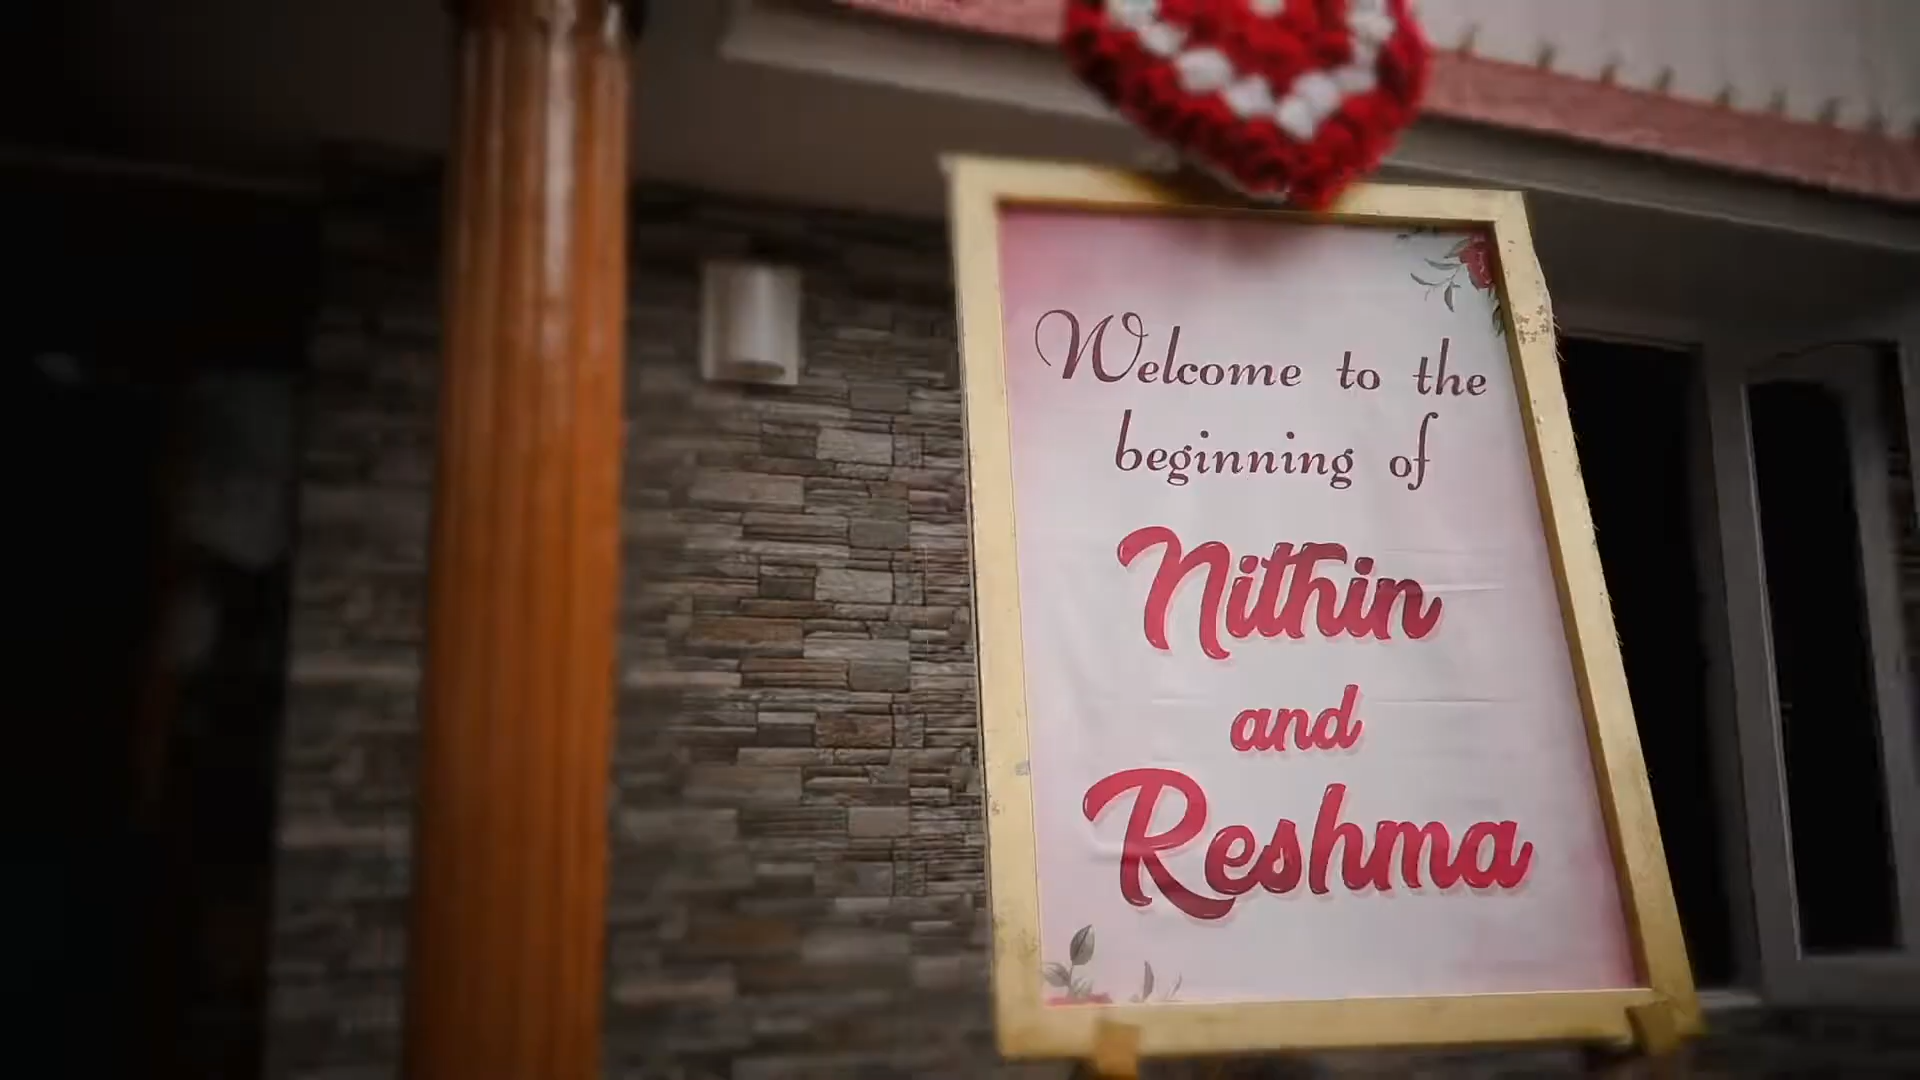 Welcome to the
beginning of
Nithin
and
Reshma